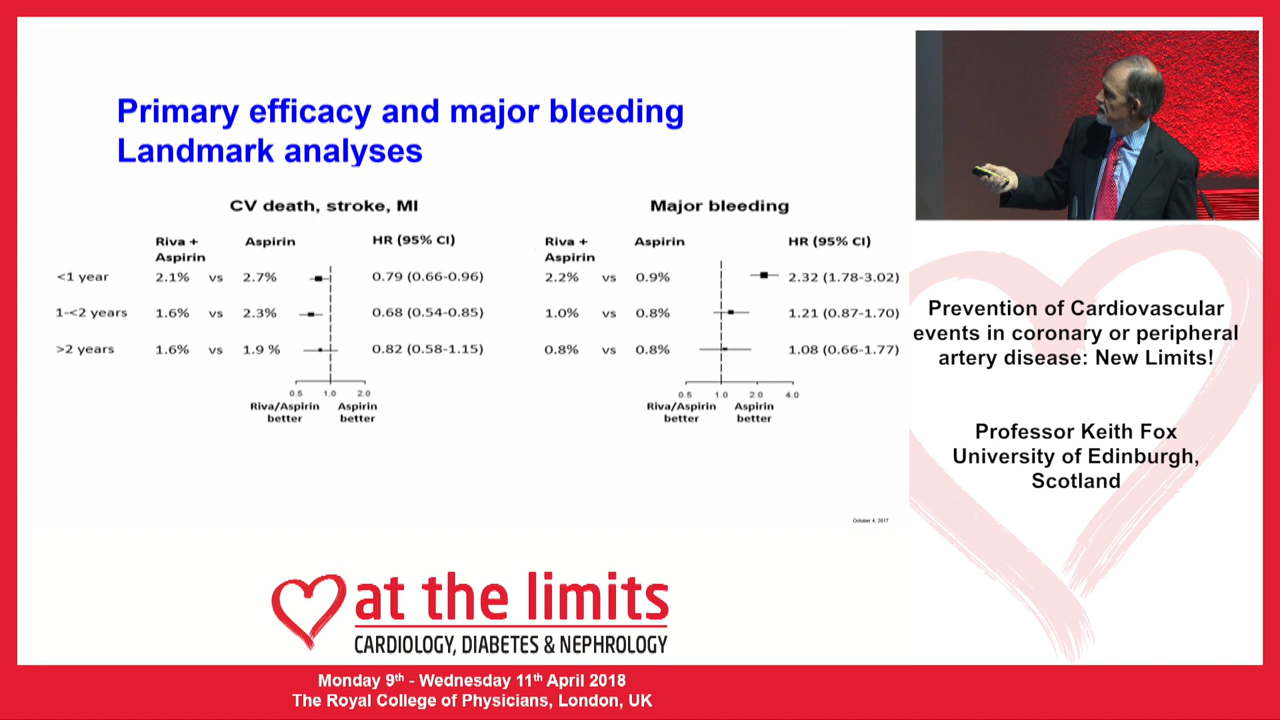 Primary efficacy and major bleeding
Landmark analyses
CV death, stroke, MI
Riva + Aspirin HR (95% CI)
Aspirin
<1 year 2.1% vs 2.7% 0.79 (0.66-0.96)
1-<2 years 1.6% vs 2.3% 0.68 (0.54-0.85)
>2 years 1.6% vs 1.9 % 0.82 (0.58-1.15)
0.5 1.0 2.0
Riva/Aspirin Aspirin
better better
Major bleeding
Riva + Aspirin HR (95% CI)
Aspirin
2.2% vs 0.9% 2.32 (1.78-3.02)
1.0% vs 0.8% 1.21 (0.87-1.70)
0.8% vs 0.8% 1.08 (0.66-1.77)
0.5 1.0 2.0 4.0
Riva/Aspirin Aspirin
better better
October 4, 2017
Prevention of Cardiovascular
events in coronary or peripheral
artery disease: New Limits!
Professor Keith Fox
University of Edinburgh,
Scotland
at the limits
CARDIOLOGY, DIABETES & NEPHROLOGY
Monday 9th - Wednesday 11th April 2018
The Royal College of Physicians, London, UK